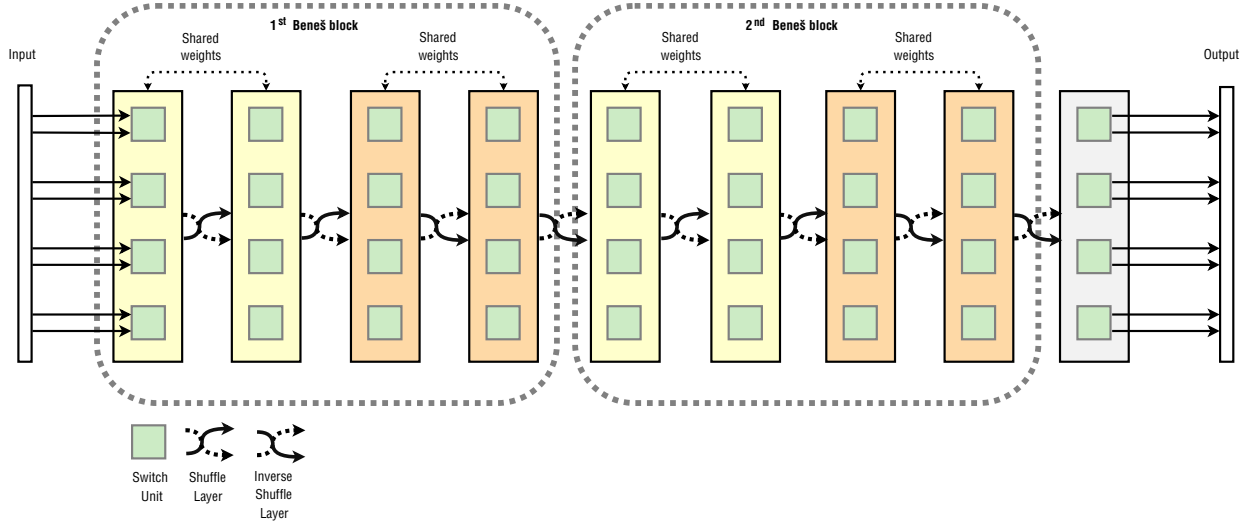 1st Beneš block
2nd Beneš block
Input
Shared
weights
Shared
weights
Shared
weights
Shared
weights
Output
Switch
Unit
Shuffle
Layer
Inverse
Shuffle
Layer